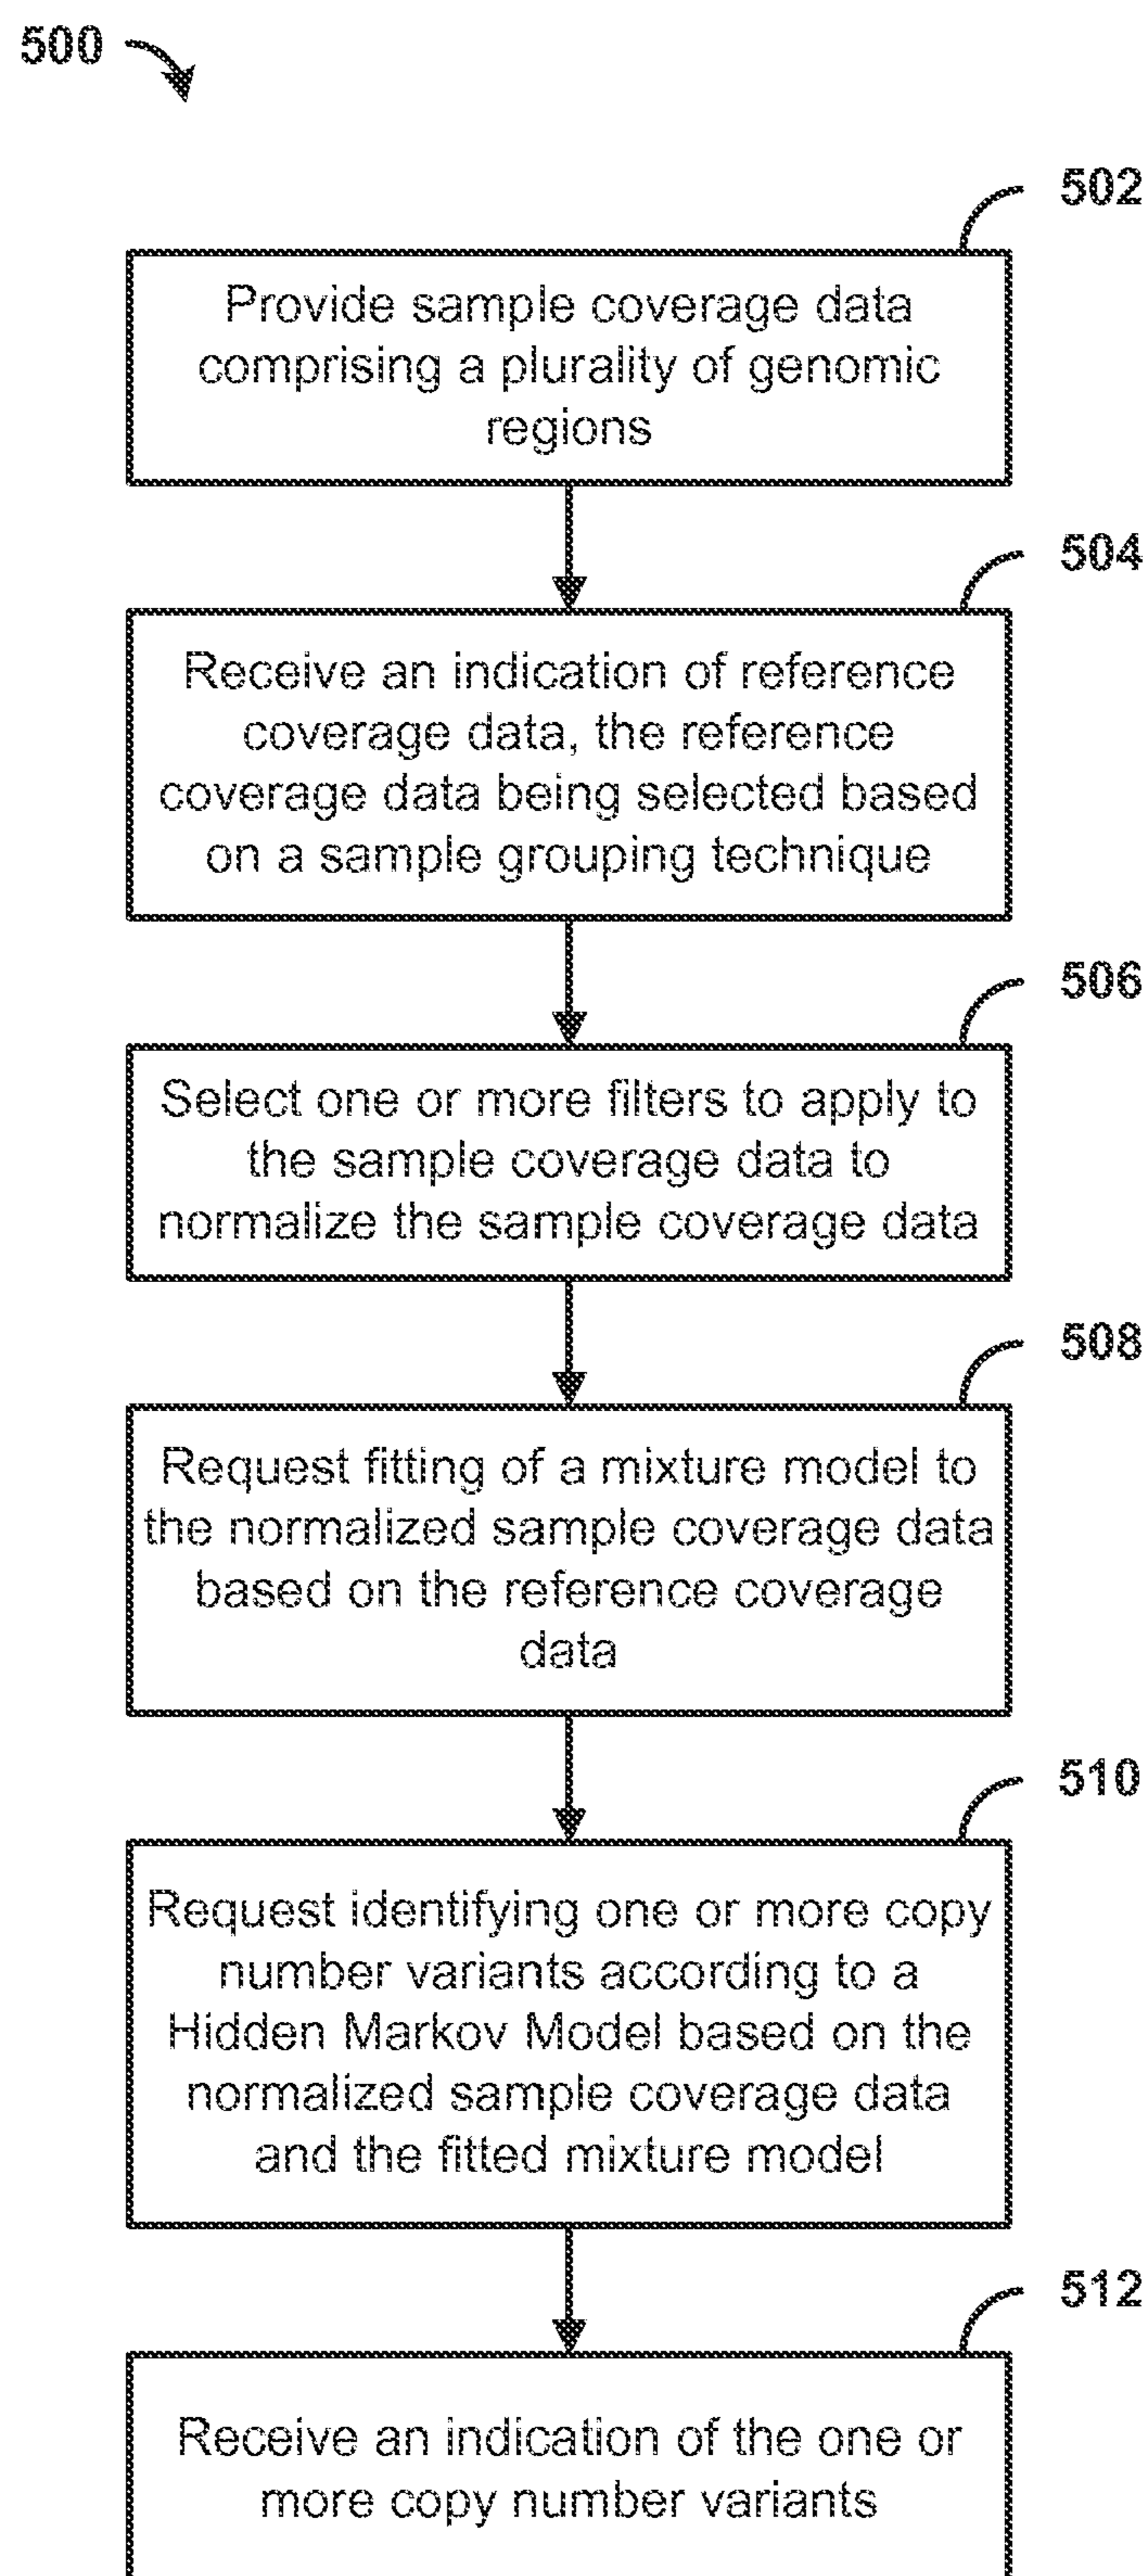 500
502
Provide sample coverage data
comprising a plurality of genomic
regions
504
Receive an indication of reference
coverage data, the reference
coverage data being selected based
on a sample grouping technique
506
Select one or more filters to apply to
the sample coverage data to
normalize the sample coverage data
508
Request fitting of a mixture model to
the normalized sample coverage data
based on the reference coverage
data
510
Request identifying one or more copy
number variants according to a
Hidden Markov Model based on the
normalized sample coverage data
and the fitted mixture model
512
Receive an indication of the one or
more copy number variants